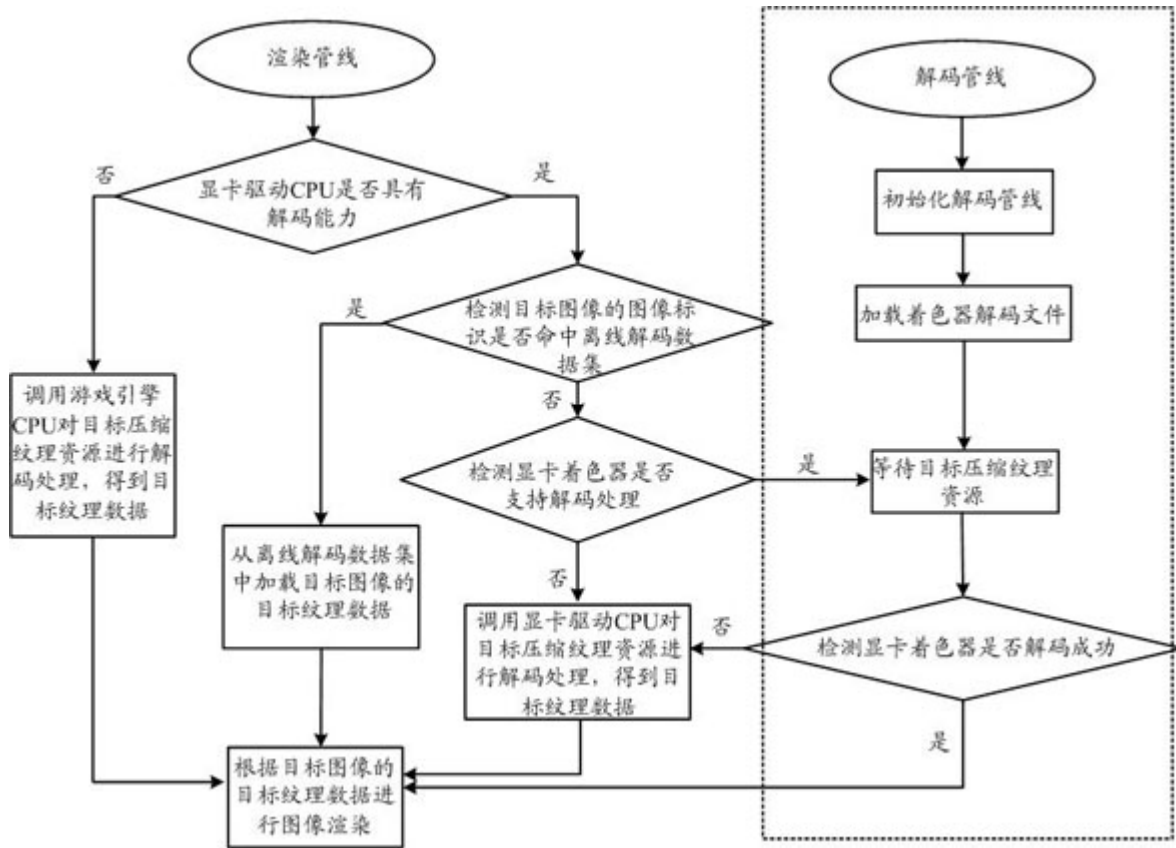 渲染管线
否
显卡驱动CPU是否具有
解码能力
是
是
检测目标图像的图像标
识是否命中离线解码数
据集
否
调用游戏引擎
CPU对目标压缩
纹理资源进行解
码处理，得到目
标纹理数据
检测显卡着色器是否
支持解码处理
是
否
从离线解码数据集
中加载目标图像的
目标纹理数据
调用显卡驱动CPU对
目标压缩纹理资源进
行解码处理，得到目
标纹理数据
根据目标图像的
目标纹理数据进
行图像渲染
解码管线
初始化解码管线
加载着色器解码文件
等待目标压缩纹理
资源
否
检测显卡着色器是否解码成功
是